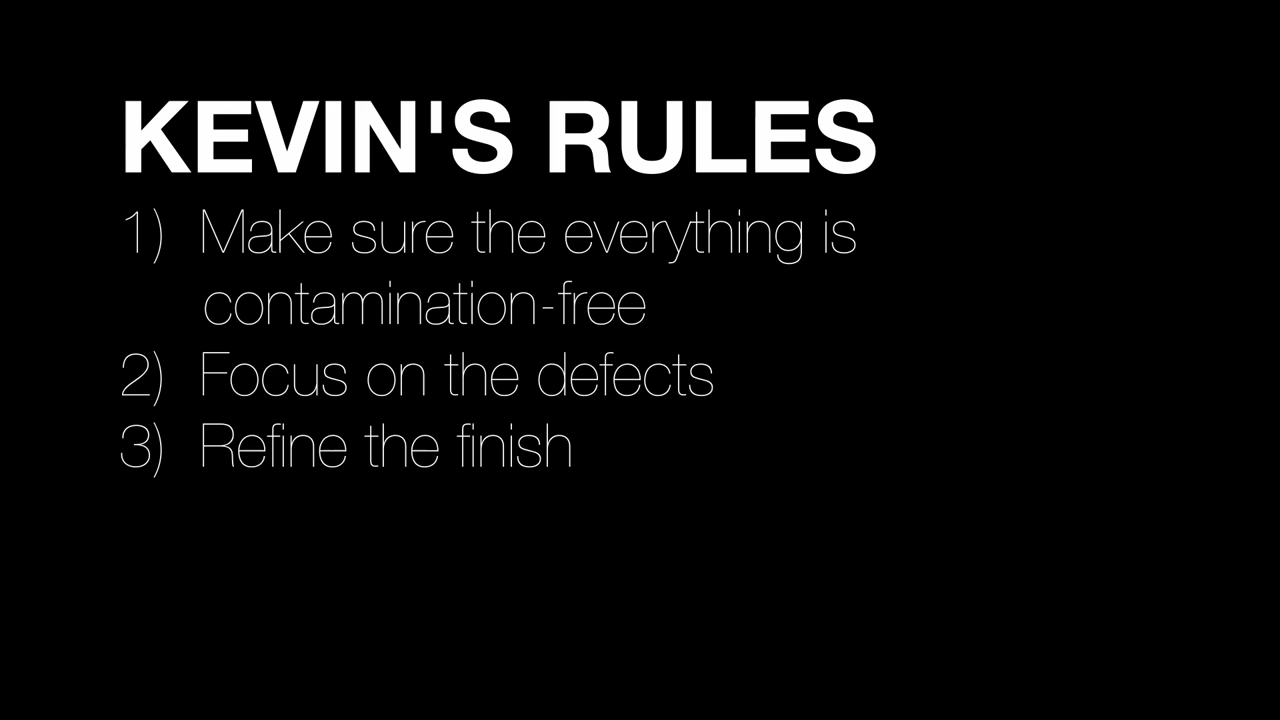 KEVIN'S RULES
1) Make sure the everything is
contamination-free
2) Focus on the defects
3) Refine the finish